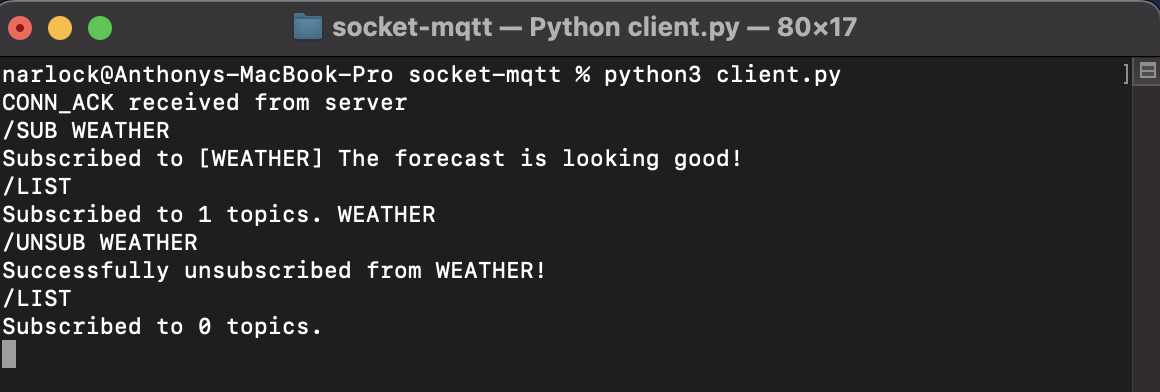 socket-mqtt — Python client.py — 80×17
narlock@Anthonys-MacBook-Pro socket-mqtt % python3 client.py ]
CONN_ACK received from server
/SUB WEATHER
Subscribed to [WEATHER] The forecast is looking good!
/LIST
Subscribed to 1 topics. WEATHER
/UNSUB WEATHER
Successfully unsubscribed from WEATHER!
/LIST
Subscribed to 0 topics.